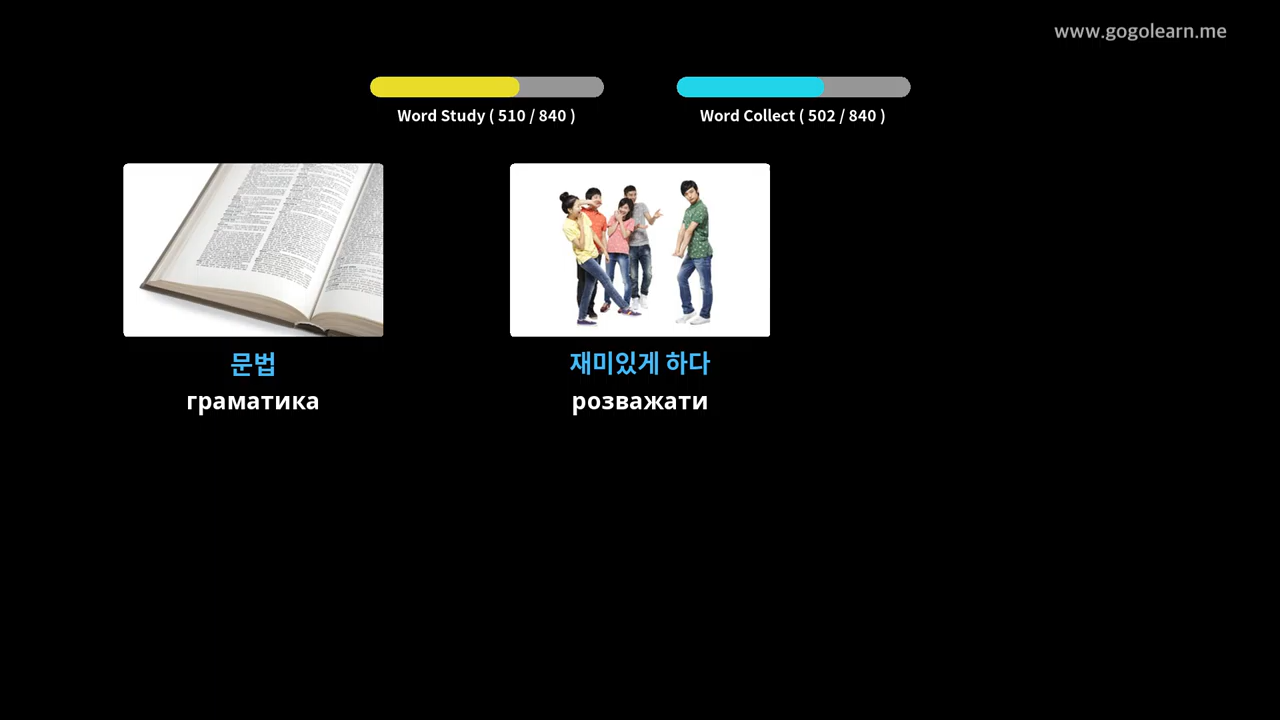 www.gogolearn.me
Word Study ( 510 / 840 )
Word Collect ( 502 / 840 )
문법
граматика
재미있게 하다
розважати